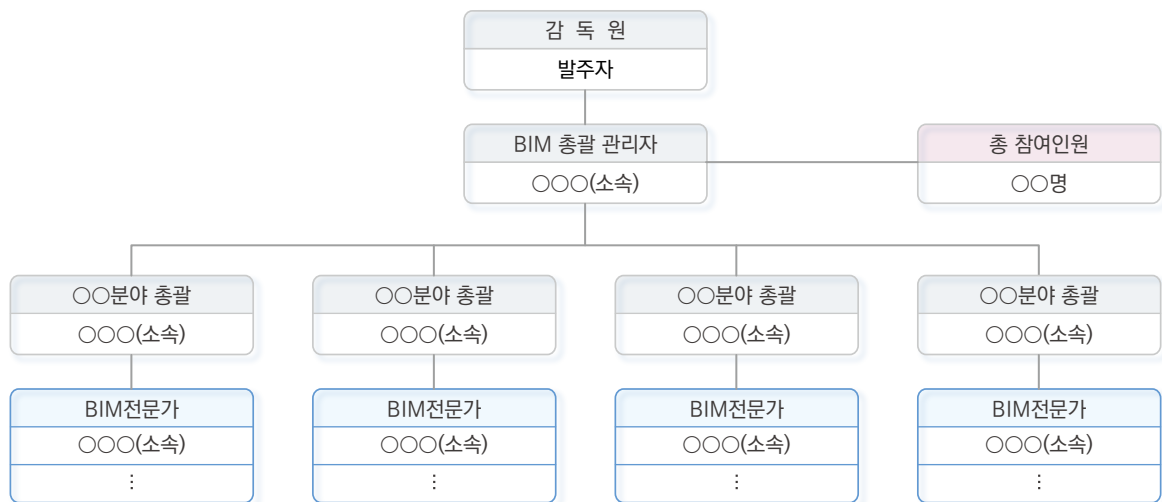 감 독 원
발주자
BIM 총괄 관리자
○○○(소속)
총 참여인원
○○명
○○분야 총괄
○○○(소속)
○○분야 총괄
○○○(소속)
○○분야 총괄
○○○(소속)
○○분야 총괄
○○○(소속)
BIM전문가
○○○(소속)
⋮
BIM전문가
○○○(소속)
⋮
BIM전문가
○○○(소속)
⋮
BIM전문가
○○○(소속)
⋮